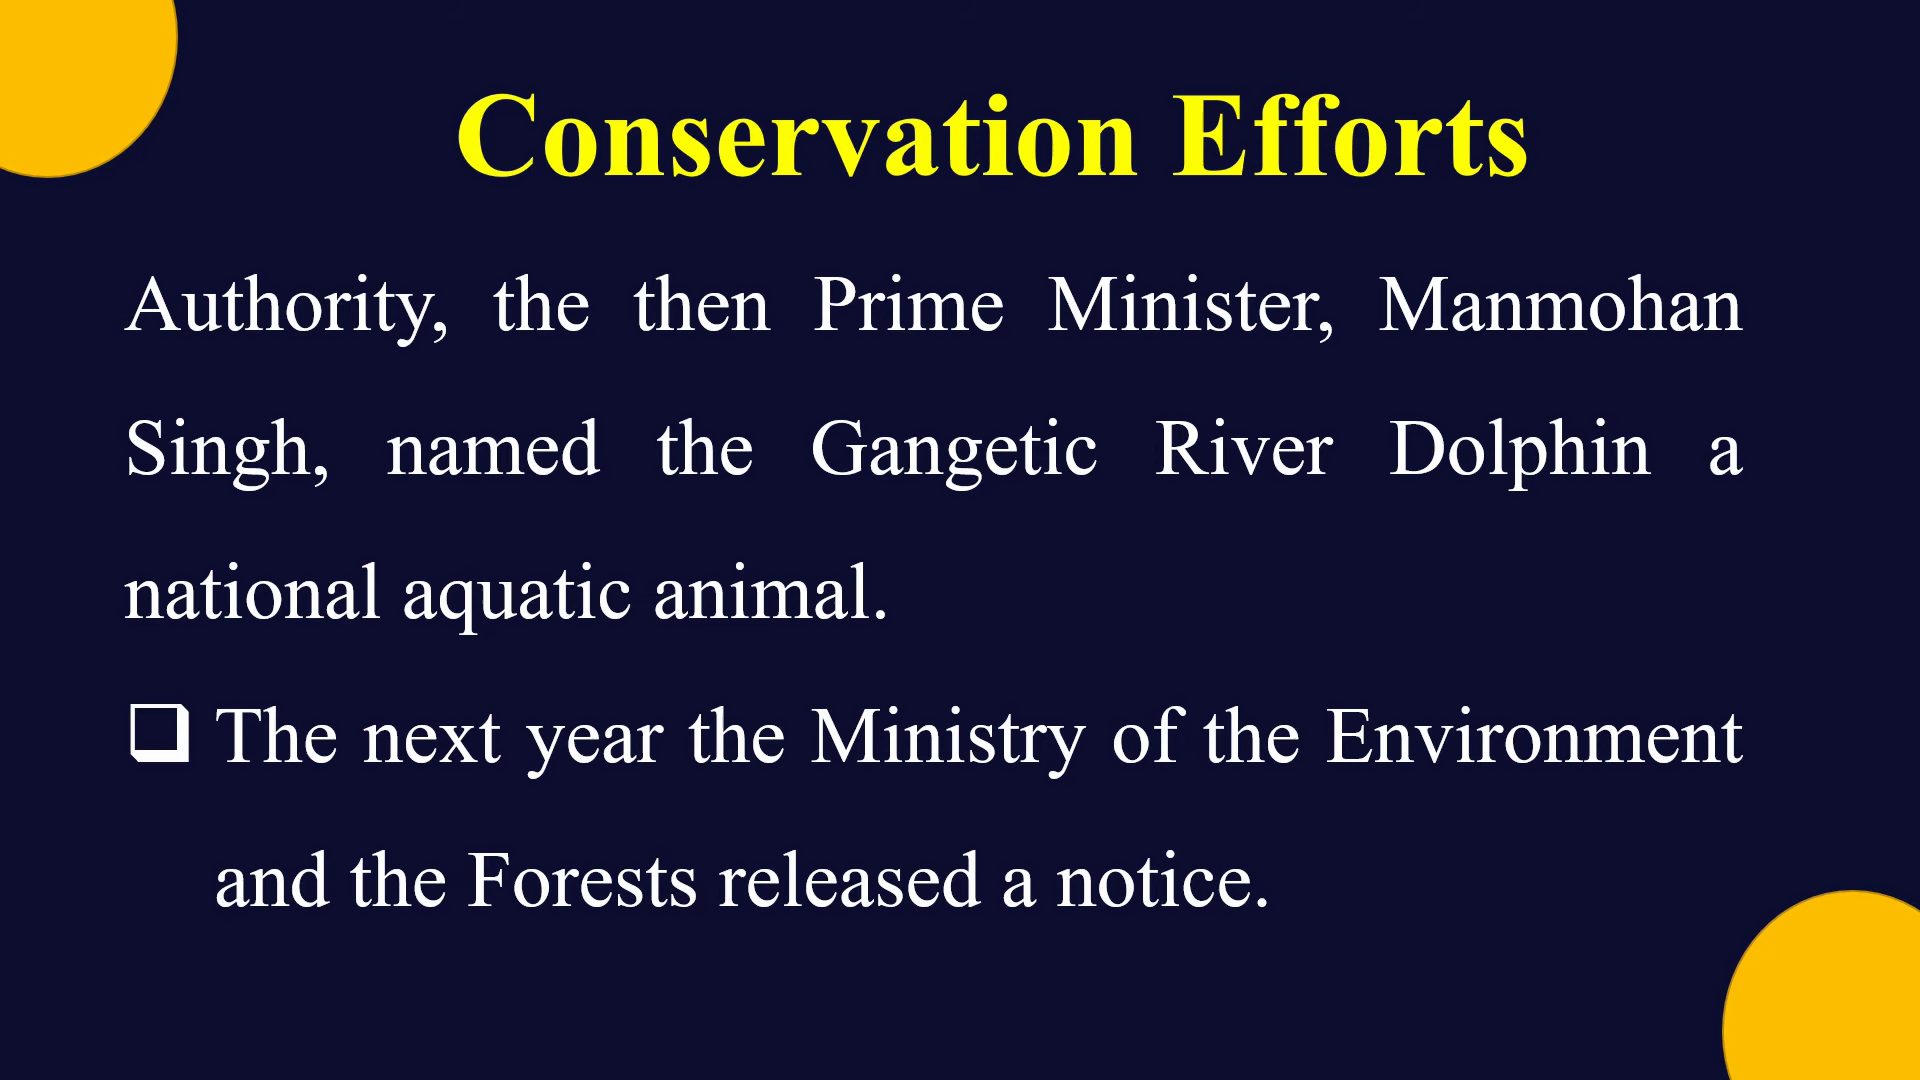 Conservation Efforts
Authority, the then Prime Minister, Manmohan
Singh, named the Gangetic River Dolphin a
national aquatic animal.
❑ The next year the Ministry of the Environment
and the Forests released a notice.